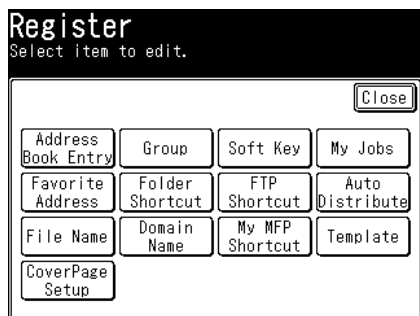 Register
Select item to edit.
Close
Address
Book Entry
Group
Soft Key
My Jobs
Favorite
Address
Folder
Shortcut
FTP
Shortcut
Auto
Distribute
File Name
Domain
Name
My MFP
Shortcut
Template
CoverPage
Setup